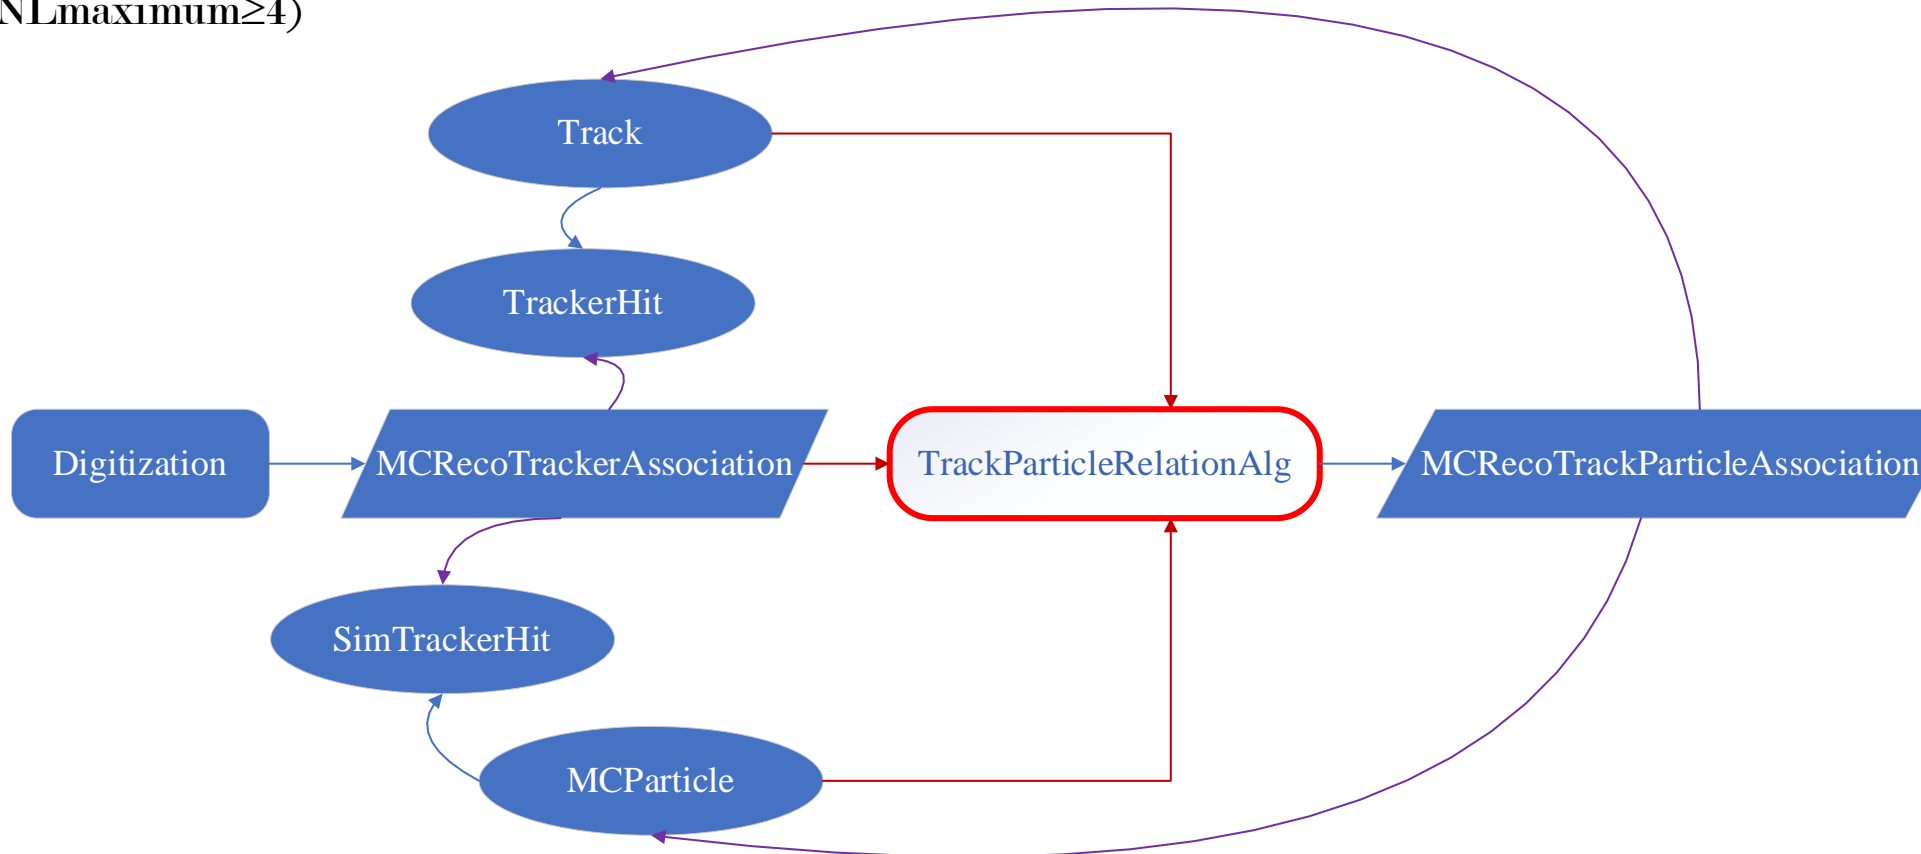 NLmaximum≥4)
Track
TrackerHit
Digitization
MCRecoTrackerAssociation
TrackParticleRelationAlg
MCRecoTrackParticleAssociation
SimTrackerHit
MCParticle